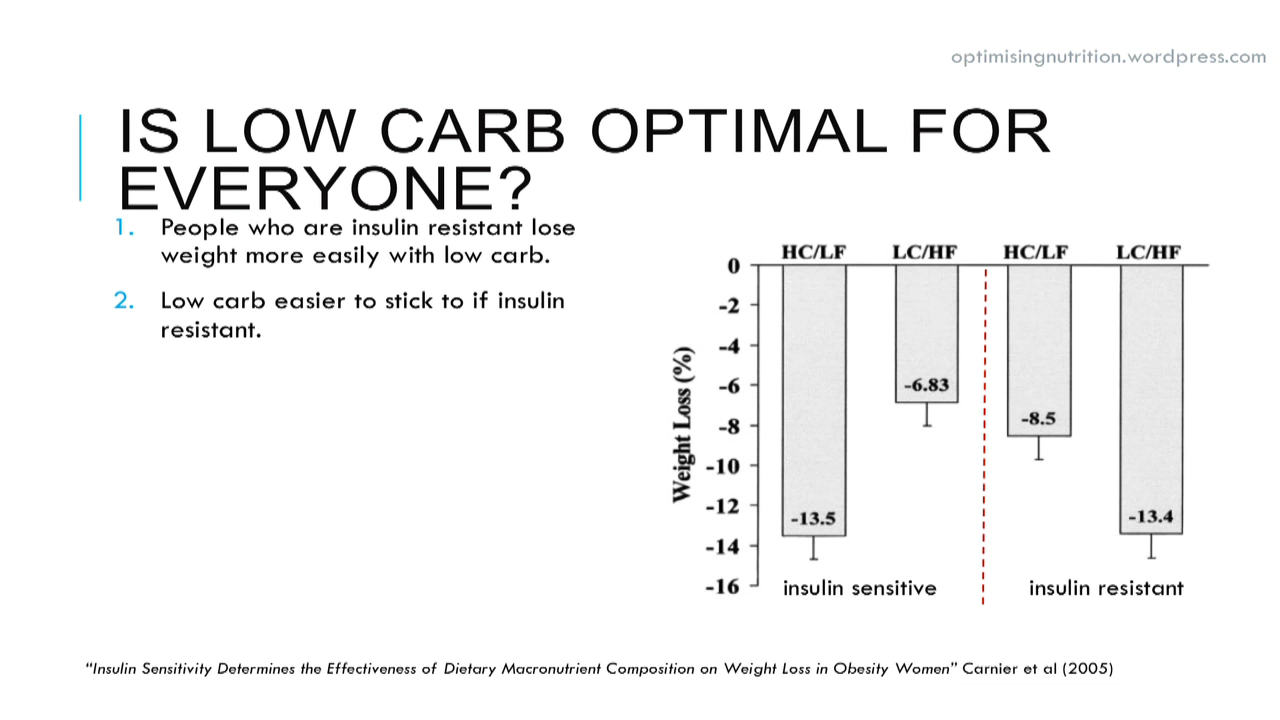 optimisingnutrition.wordpress.com
IS LOW CARB OPTIMAL FOR
EVERYONE?
1. People who are insulin resistant lose
weight more easily with low carb.
2. Low carb easier to stick to if insulin
resistant.
HC/LF LC/HF HC/LF LC/HF
Weight Loss (%)
0
-2
-4
-6
-8
-10
-12
-14
-16
-13.5
-6.83
-8.5
-13.4
insulin sensitive
insulin resistant
“Insulin Sensitivity Determines the Effectiveness of Dietary Macronutrient Composition on Weight Loss in Obesity Women” Carnier et al (2005)